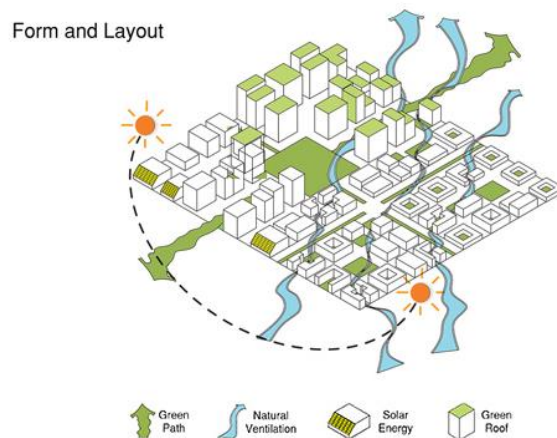 Form and Layout
Green
Path
Natural
Ventilation
Solar
Energy
Green
Roof